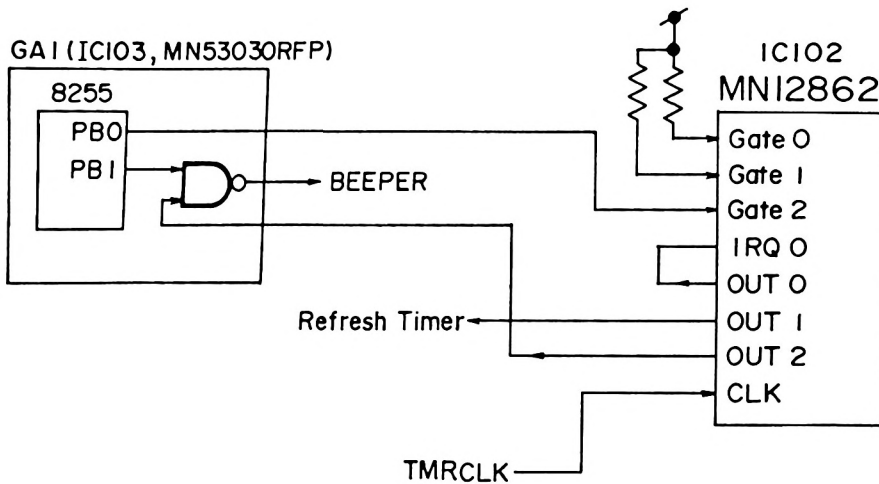 GA1 (IC103, MN53030RFP)
8255
PB0
PB1
BEEPER
IC102
MN12862
Gate 0
Gate 1
Gate 2
IRQ 0
OUT 0
OUT 1
OUT 2
CLK
Refresh Timer
TMRCLK